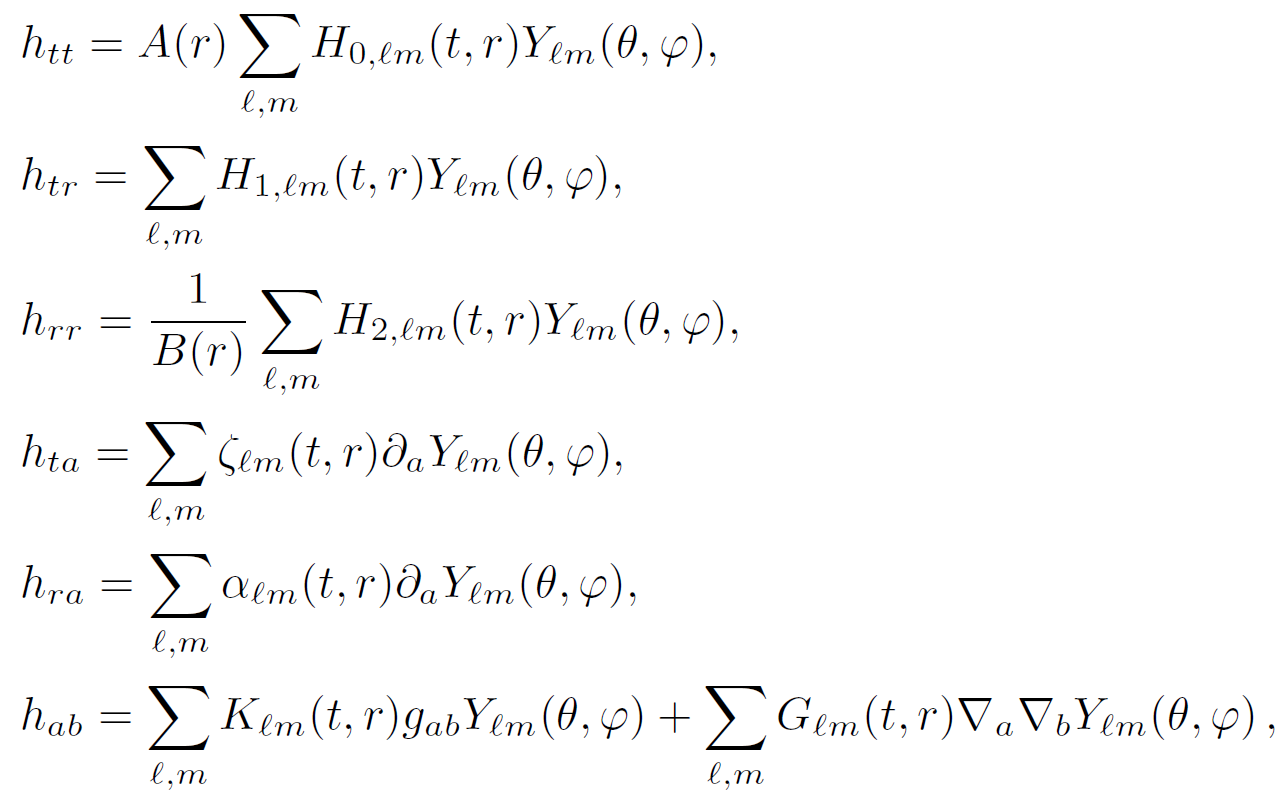 h_{tt} = A(r) \sum_{\ell,m} H_{0,\ell m}(t,r) Y_{\ell m}(\theta,\varphi),
h_{tr} = \sum_{\ell,m} H_{1,\ell m}(t,r) Y_{\ell m}(\theta,\varphi),
h_{rr} = \frac{1}{B(r)} \sum_{\ell,m} H_{2,\ell m}(t,r) Y_{\ell m}(\theta,\varphi),
h_{ta} = \sum_{\ell,m} \zeta_{\ell m}(t,r) \partial_a Y_{\ell m}(\theta,\varphi),
h_{ra} = \sum_{\ell,m} \alpha_{\ell m}(t,r) \partial_a Y_{\ell m}(\theta,\varphi),
h_{ab} = \sum_{\ell,m} K_{\ell m}(t,r) g_{ab} Y_{\ell m}(\theta,\varphi) + \sum_{\ell,m} G_{\ell m}(t,r) \nabla_a \nabla_b Y_{\ell m}(\theta,\varphi) ,